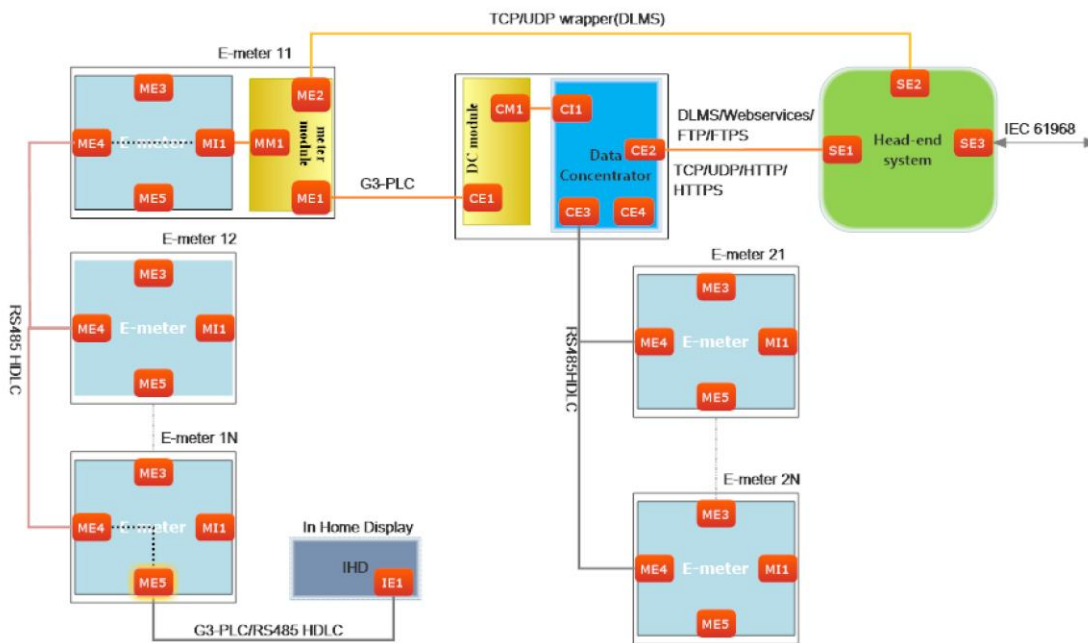 TCP/UDP wrapper(DLMS)
E-meter 11
ME3
ME2
ME4
E-meter
MI1
MM1
meter
module
ME5
ME1
G3-PLC
DC module
CM1
CI1
CE2
Data
Concentrator
CE1
CE3
CE4
DLMS/Webservices/
FTP/FTPS
TCP/UDP/HTTP/
HTTPS
SE2
SE1
Head-end
system
SE3
IEC 61968
RS485 HDLC
E-meter 12
ME3
ME4
E-meter
MI1
ME5
E-meter 1N
ME3
ME4
E-meter
MI1
ME5
In Home Display
IHD
IE1
G3-PLC/RS485 HDLC
RS485HDLC
E-meter 21
ME3
ME4
E-meter
MI1
ME5
E-meter 2N
ME3
ME4
E-meter
MI1
ME5